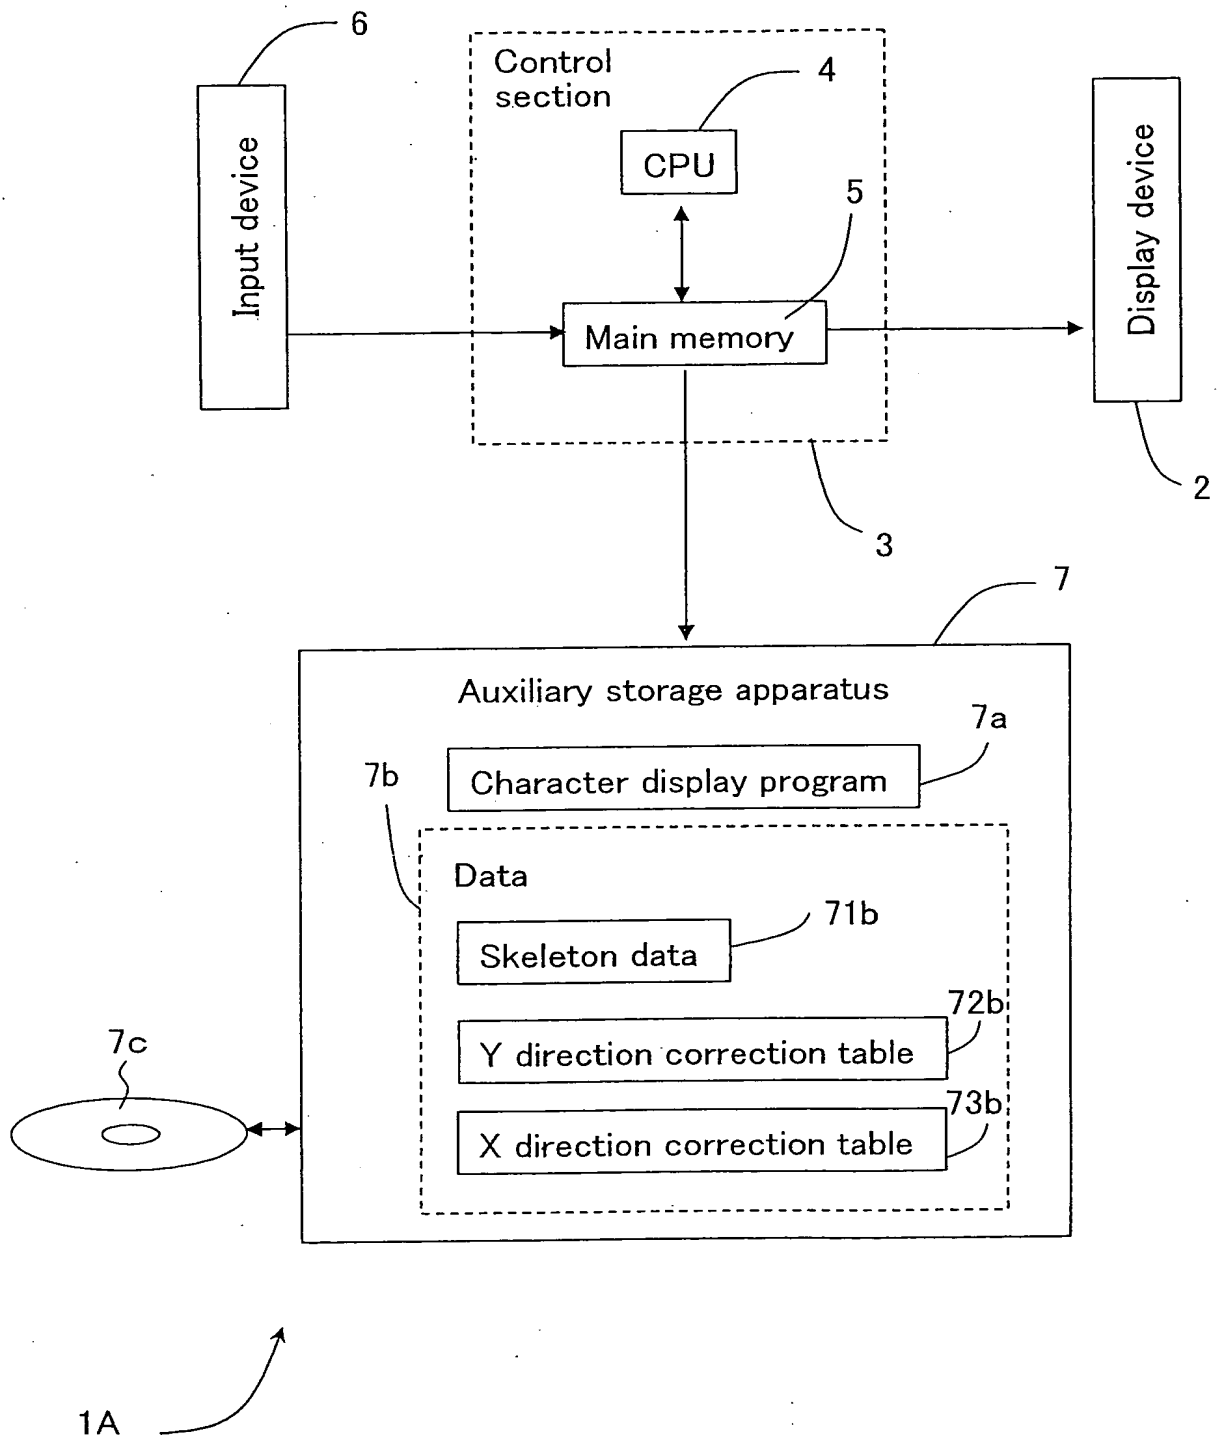 6
Control
section
4
CPU
5
Input device
Main memory
Display device
2
3
7
Auxiliary storage apparatus
7a
Character display program
7b
Data
71b
Skeleton data
72b
Y direction correction table
73b
X direction correction table
7c
1A